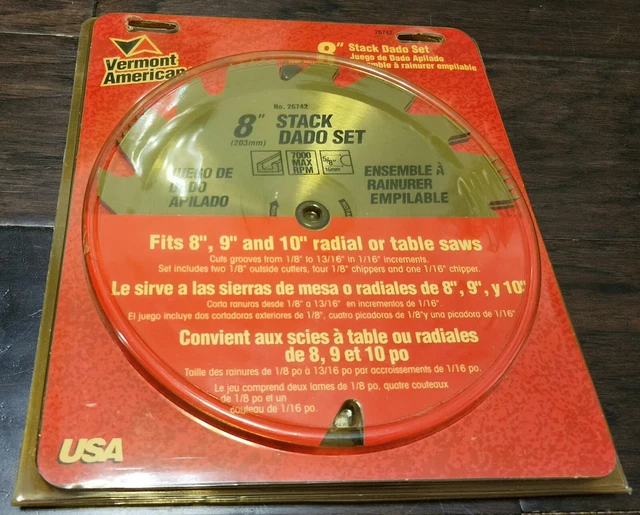 26742
Vermont
American
8" Stack Dado Set
Juego de Dado Apilado
Ensemble à rainurer empilable
No. 26742
8" STACK
DADO SET
(203mm)
7000
MAX
RPM
5/8"
16mm
JUEGO DE
DADO
APILADO
ENSEMBLE À
RAINURER
EMPILABLE
Fits 8", 9" and 10" radial or table saws
Cuts grooves from 1/8" to 13/16" in 1/16" increments.
Set includes two 1/8" outside cutters, four 1/8" chippers and one 1/16" chipper.
Le sirve a las sierras de mesa o radiales de 8", 9", y 10"
Corta ranuras desde 1/8" a 13/16" en incrementos de 1/16"
El juego incluye dos cortadoras exteriores de 1/8", cuatro picadoras de 1/8"y una picadora de 1/16"
Convient aux scies à table ou radiales
de 8, 9 et 10 po
Taille des rainures de 1/8 po à 13/16 po par accroissements de 1/16 po.
Le jeu comprend deux lames de 1/8 po, quatre couteaux
de 1/8 po et un
couteau de 1/16 po.
USA